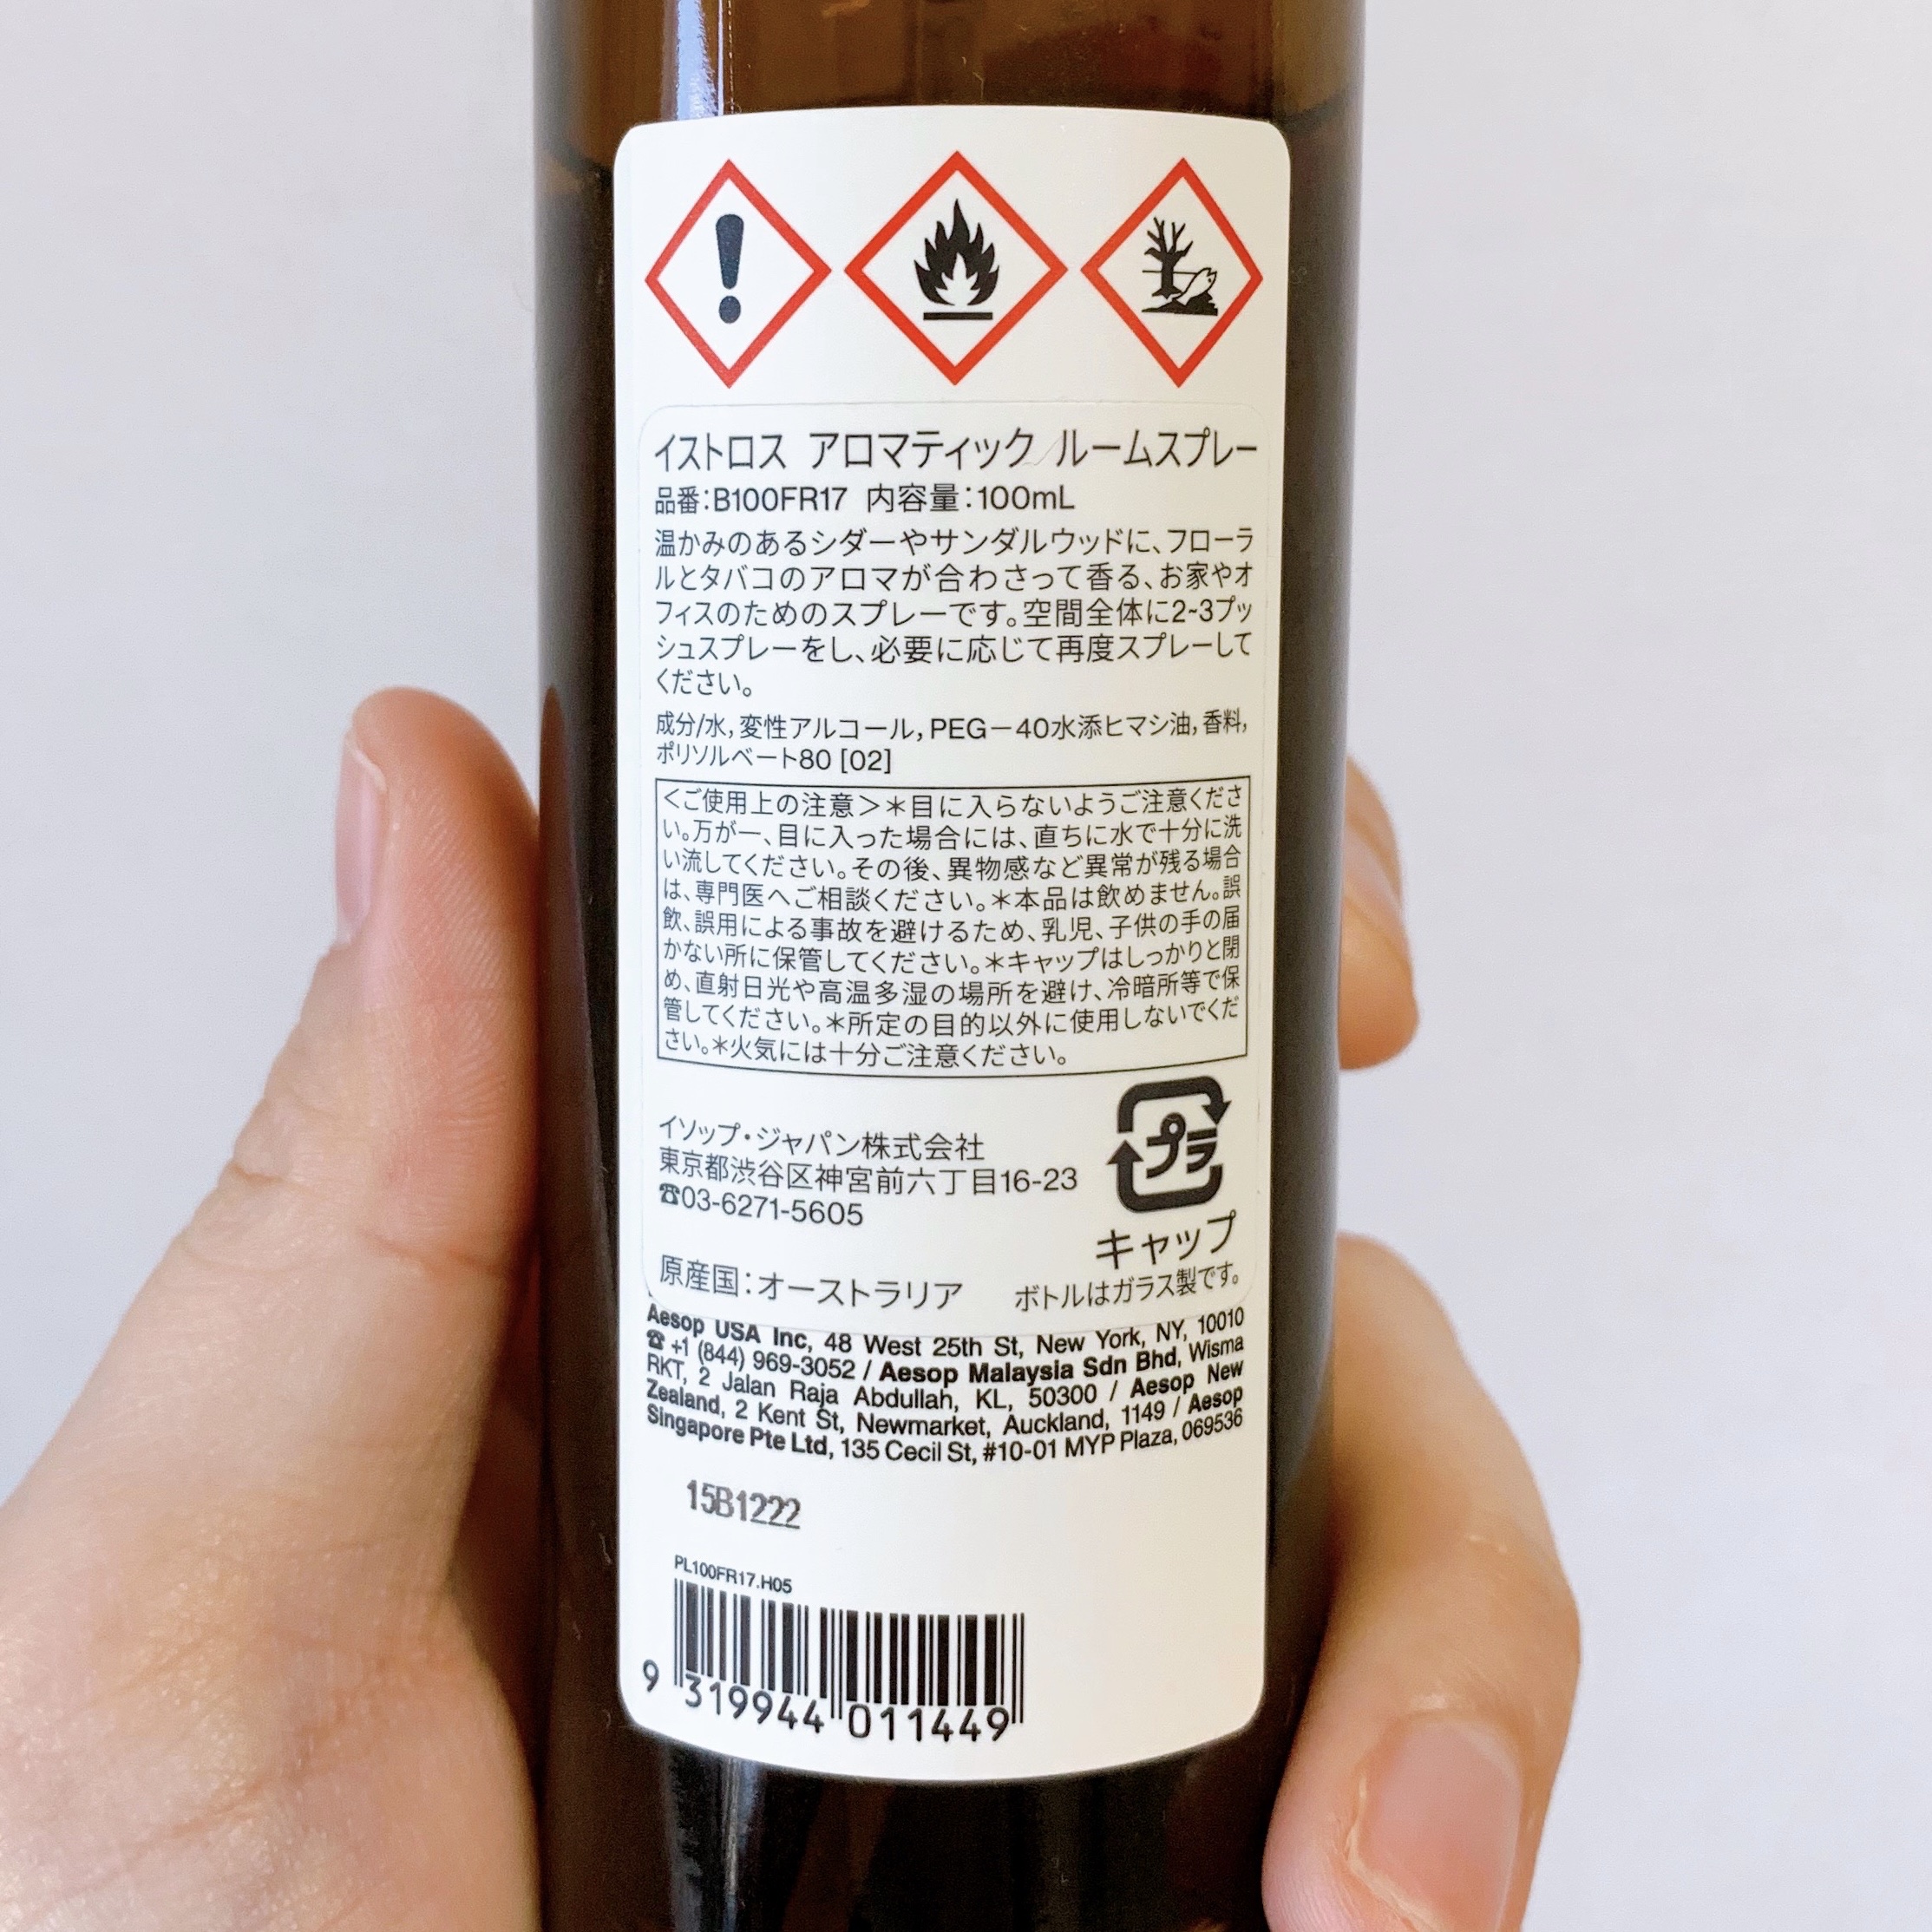 イストロス アロマティック ルームスプレー
品番:B100FR17 内容量:100mL
温かみのあるシダーやサンダルウッドに、フローラ
ルとタバコのアロマが合わさって香る、お家やオ
フィスのためのスプレーです。空間全体に2~3プッ
シュスプレーをし、必要に応じて再度スプレーして
ください。
成分/水, 変性アルコール, PEG－40水添ヒマシ油, 香料,
ポリソルベート80 [02]
＜ご使用上の注意＞＊目に入らないようご注意くださ
い。万が一、目に入った場合には、直ちに水で十分に洗
い流してください。その後、異物感など異常が残る場合
は、専門医へご相談ください。＊本品は飲めません。誤
飲、誤用による事故を避けるため、乳児、子供の手の届
かない所に保管してください。＊キャップはしっかりと閉
め、直射日光や高温多湿の場所を避け、冷暗所等で保
管してください。＊所定の目的以外に使用しないでくだ
さい。＊火気には十分ご注意ください。
イソップ・ジャパン株式会社
東京都渋谷区神宮前六丁目16-23
☎03-6271-5605
プラ
キャップ
原産国:オーストラリア
ボトルはガラス製です。
Aesop USA Inc, 48 West 25th St, New York, NY, 10010
☎ +1 (844) 969-3052 / Aesop Malaysia Sdn Bhd, Wisma
RKT, 2 Jalan Raja Abdullah, KL, 50300 / Aesop New
Zealand, 2 Kent St, Newmarket, Auckland, 1149 / Aesop
Singapore Pte Ltd, 135 Cecil St, #10-01 MYP Plaza, 069536
15B1222
PL100FR17.H05
9 319944 011449